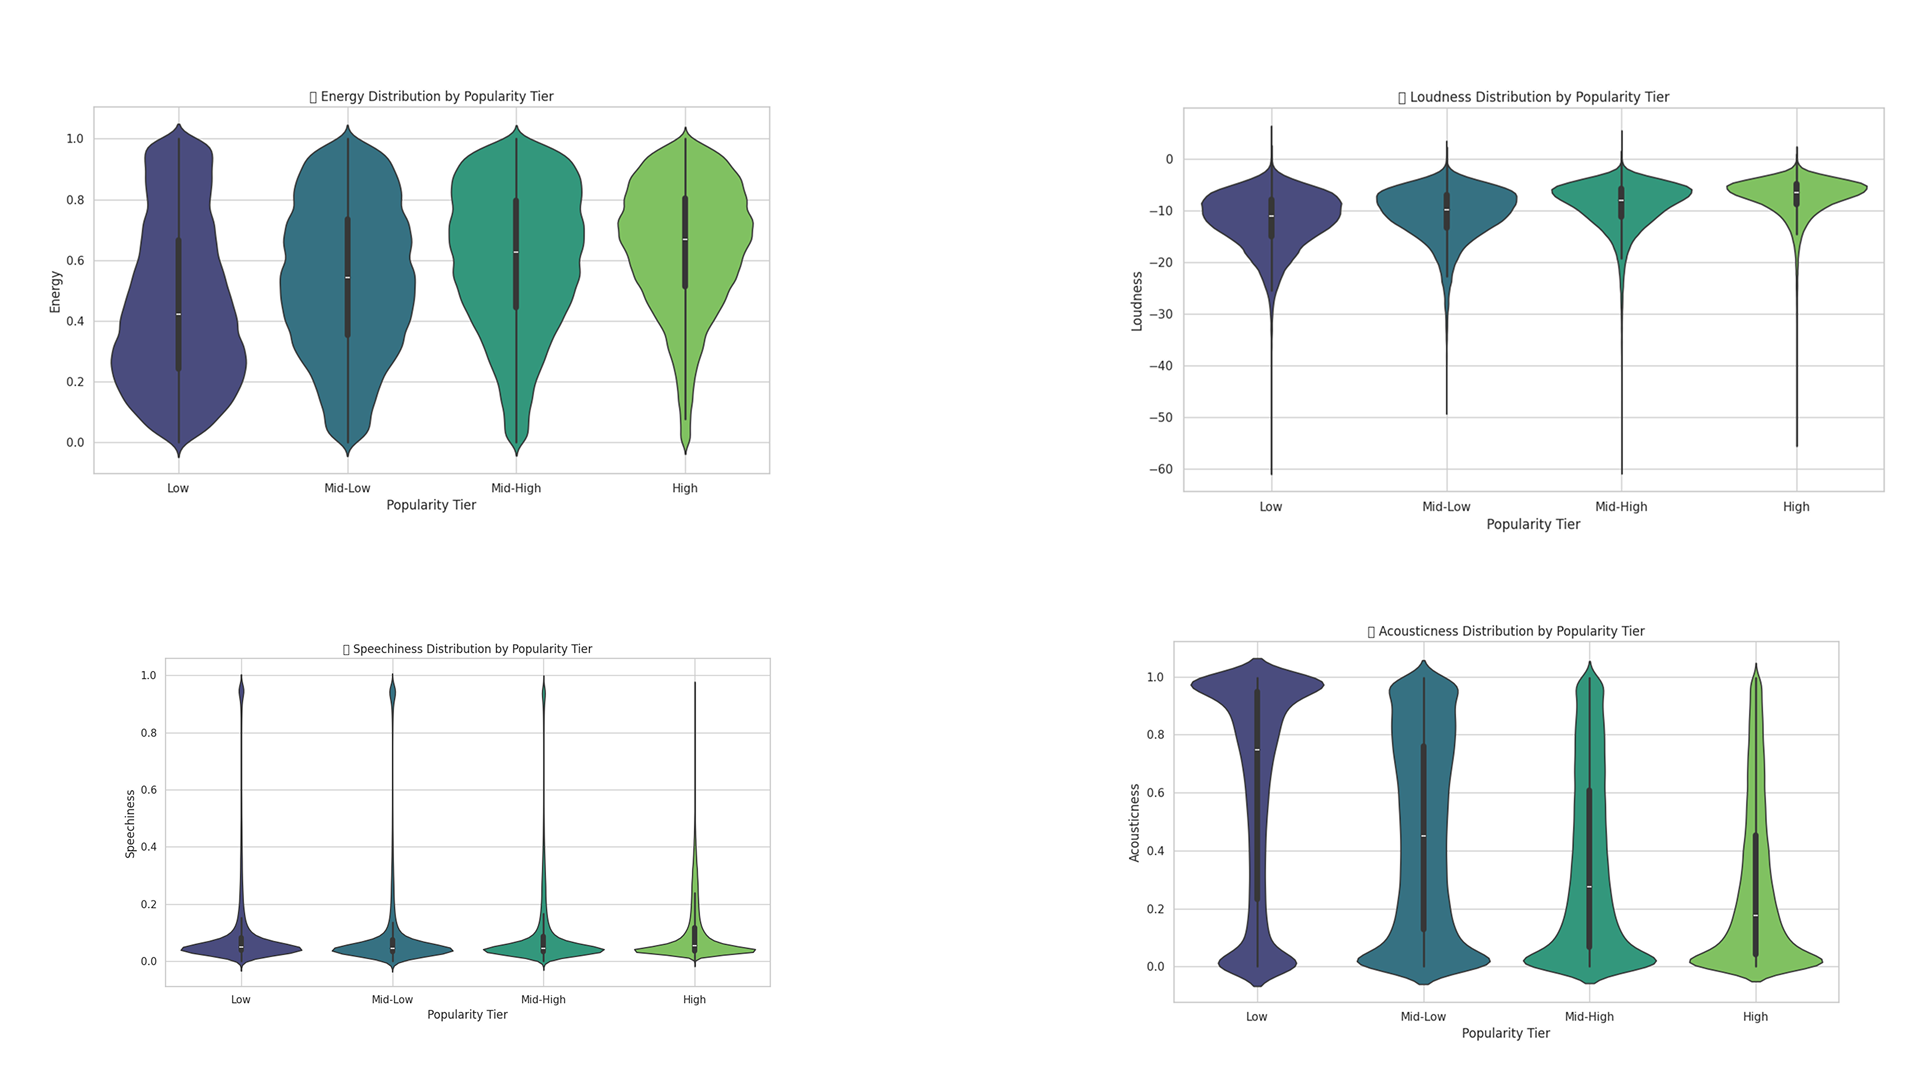 ▯ Energy Distribution by Popularity Tier
1.0
0.8
0.6
0.4
0.2
0.0
Energy
Low Mid-Low Mid-High High
Popularity Tier
▯ Loudness Distribution by Popularity Tier
0
−10
−20
−30
−40
−50
−60
Loudness
Low Mid-Low Mid-High High
Popularity Tier
▯ Speechiness Distribution by Popularity Tier
1.0
0.8
0.6
0.4
0.2
0.0
Speechiness
Low Mid-Low Mid-High High
Popularity Tier
▯ Acousticness Distribution by Popularity Tier
1.0
0.8
0.6
0.4
0.2
0.0
Acousticness
Low Mid-Low Mid-High High
Popularity Tier